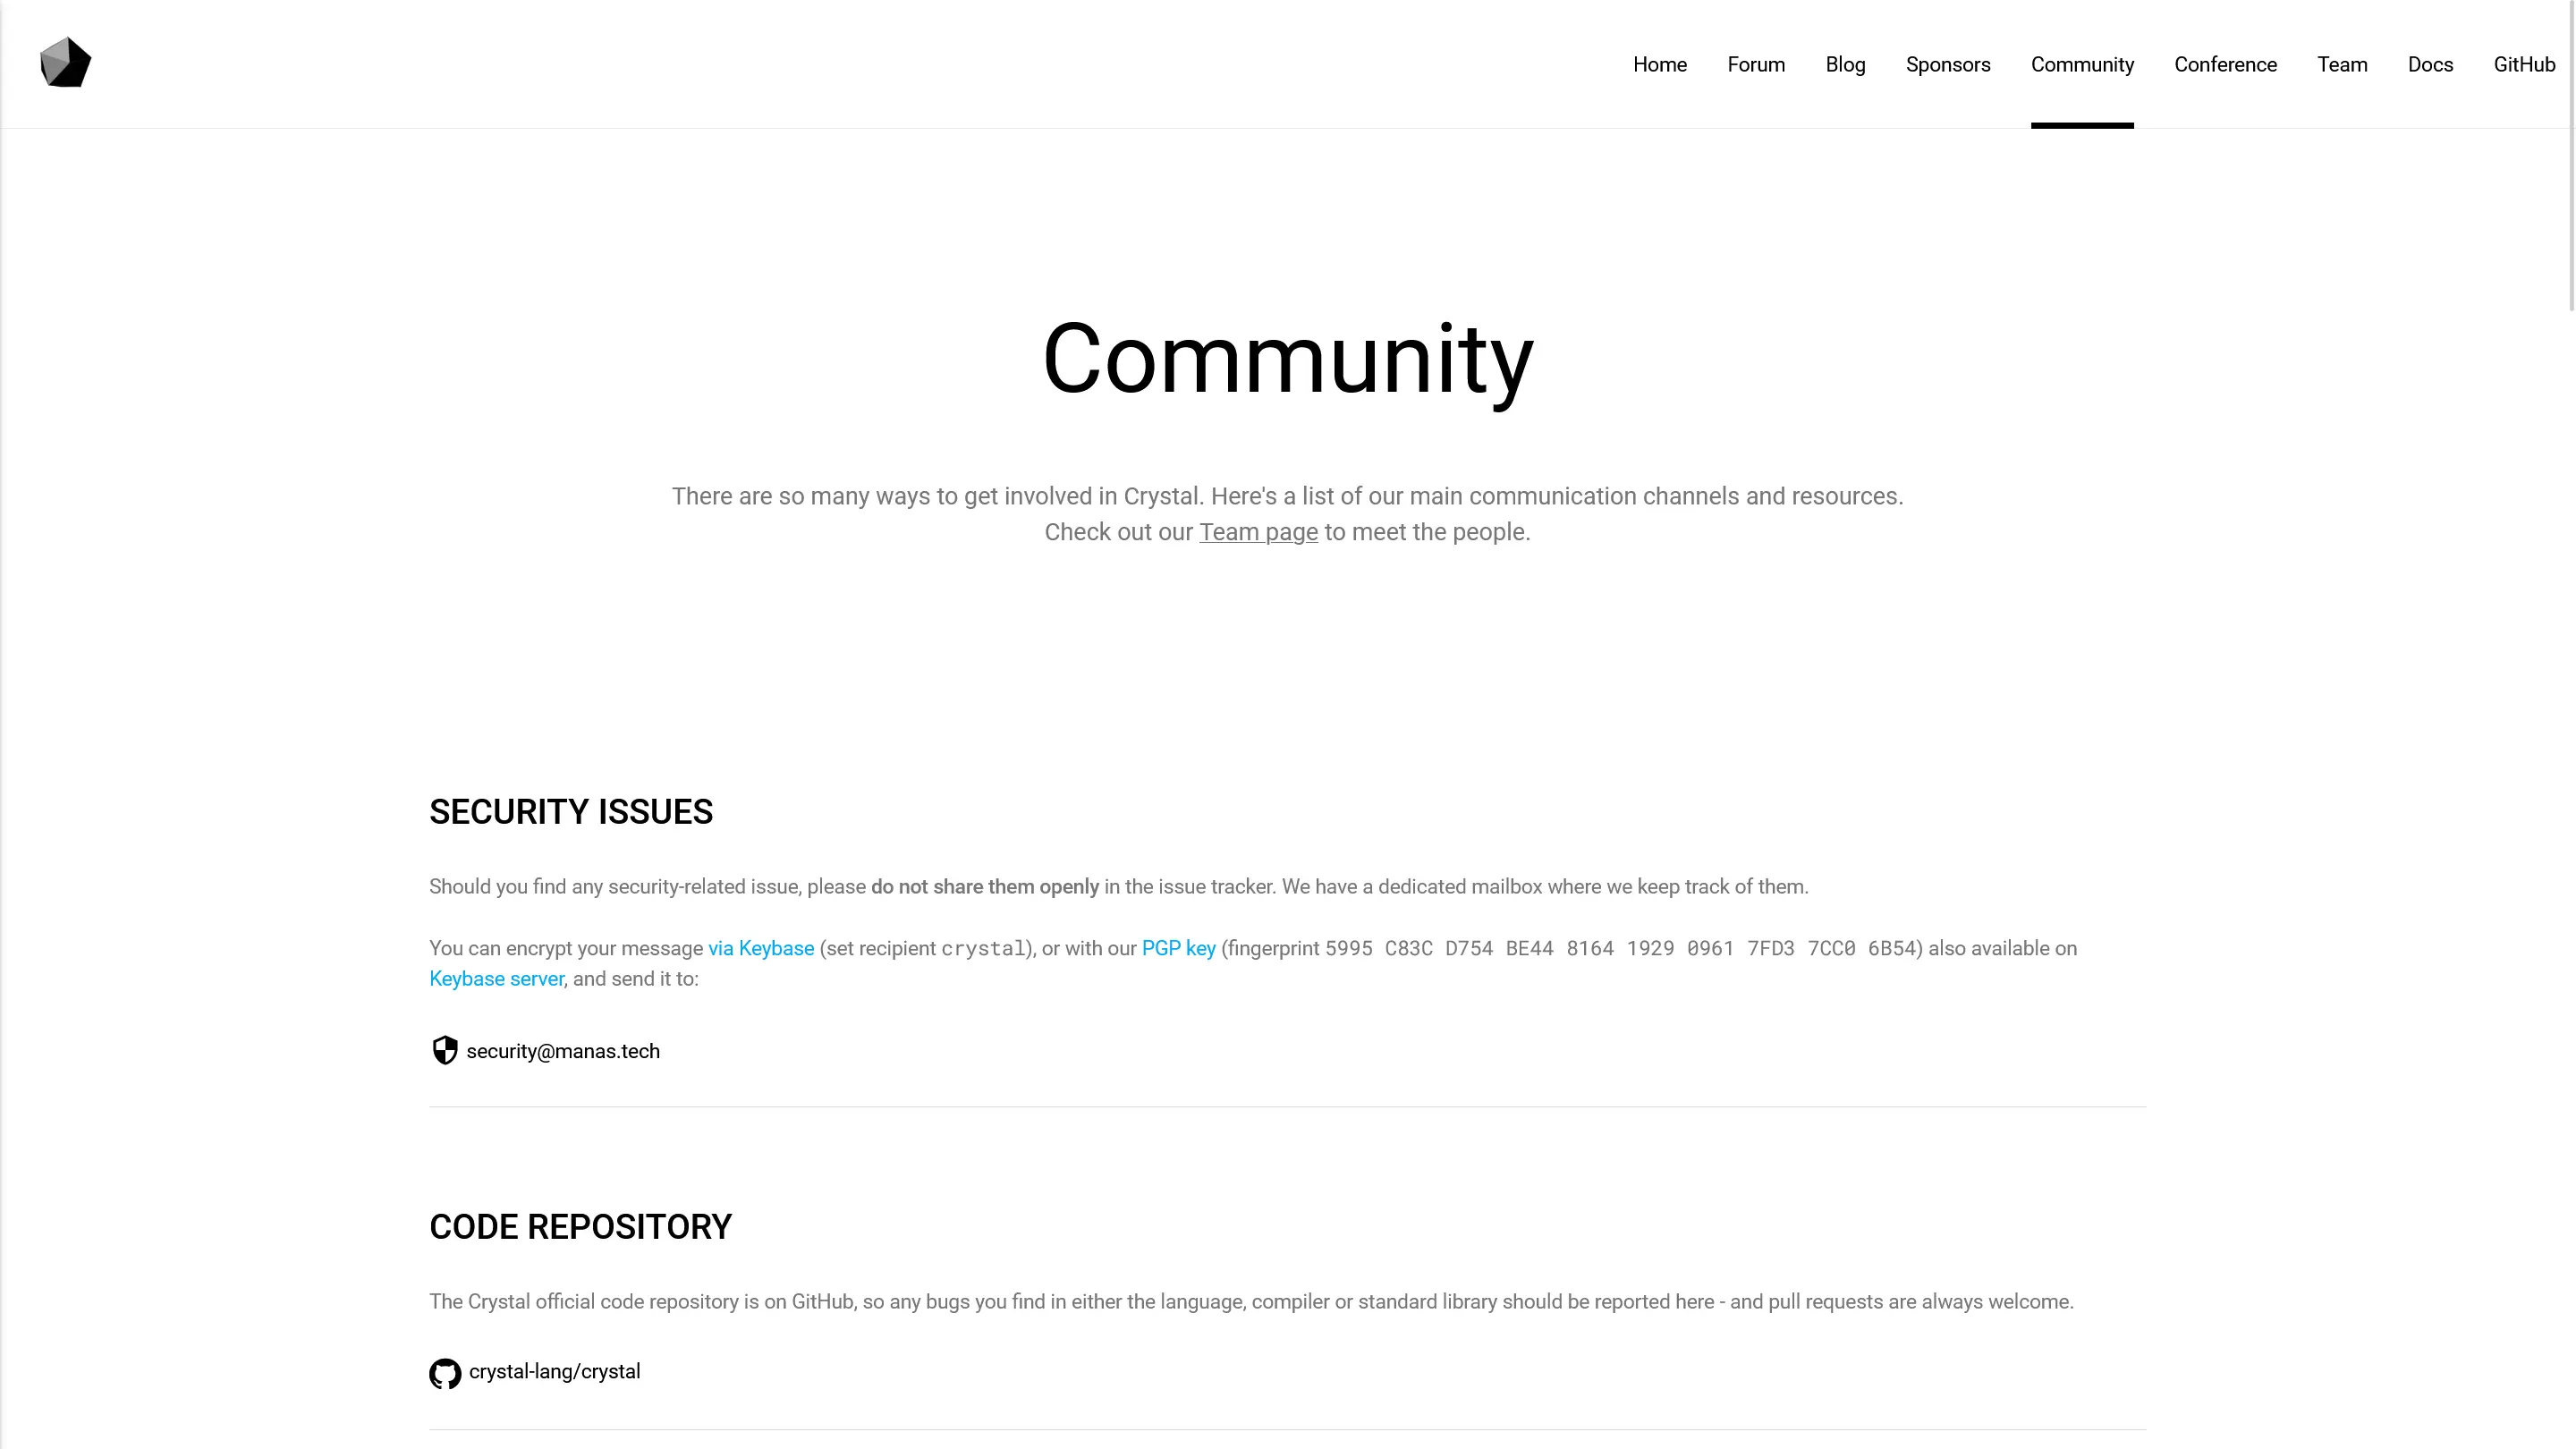 Home Forum Blog Sponsors Community Conference Team Docs GitHub
Community
There are so many ways to get involved in Crystal. Here's a list of our main communication channels and resources.
Check out our Team page to meet the people.
SECURITY ISSUES
Should you find any security-related issue, please do not share them openly in the issue tracker. We have a dedicated mailbox where we keep track of them.
You can encrypt your message via Keybase (set recipient crystal), or with our PGP key (fingerprint 5995 C83C D754 BE44 8164 1929 0961 7FD3 7CC0 6B54) also available on
Keybase server, and send it to:
security@manas.tech
CODE REPOSITORY
The Crystal official code repository is on GitHub, so any bugs you find in either the language, compiler or standard library should be reported here - and pull requests are always welcome.
crystal-lang/crystal